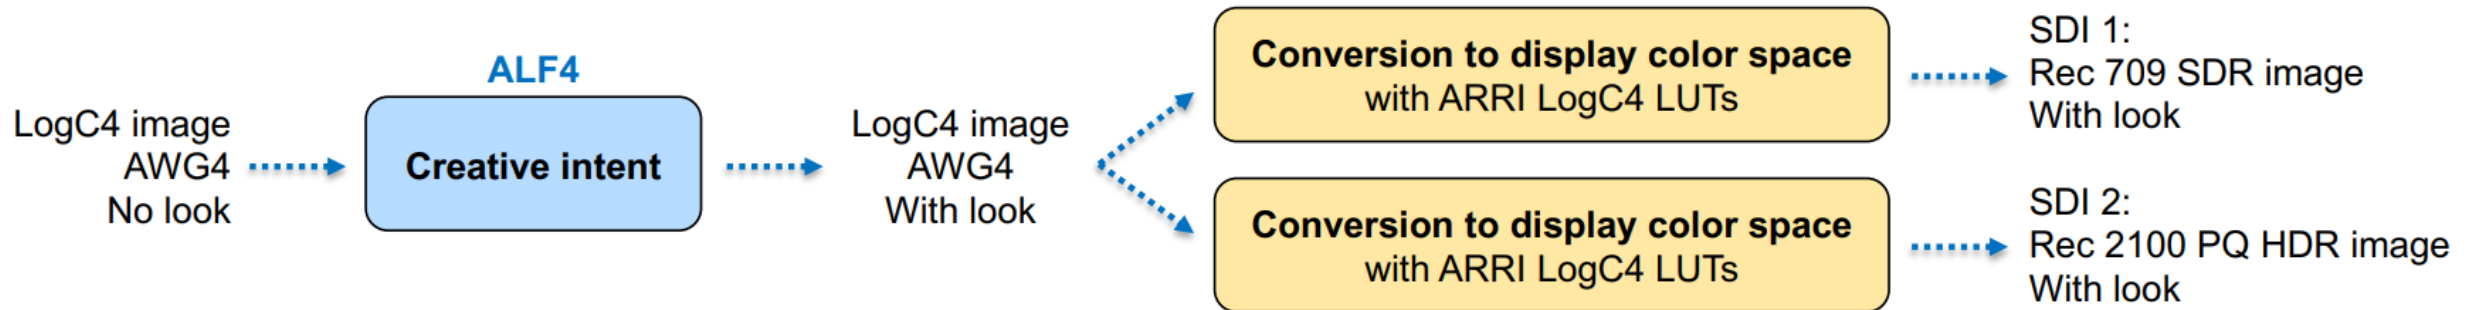 LogC4 image
AWG4
No look
ALF4
Creative intent
LogC4 image
AWG4
With look
Conversion to display color space
with ARRI LogC4 LUTs
SDI 1:
Rec 709 SDR image
With look
Conversion to display color space
with ARRI LogC4 LUTs
SDI 2:
Rec 2100 PQ HDR image
With look